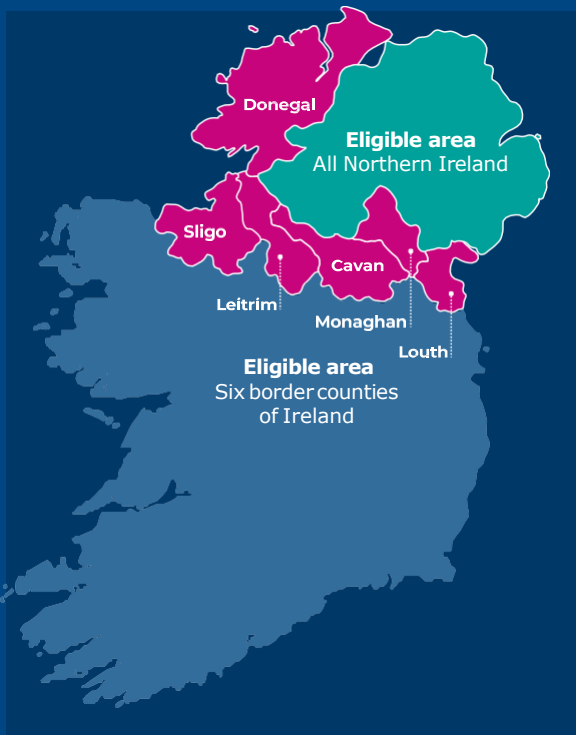 Donegal
Eligible area
All Northern Ireland
Sligo
Cavan
Leitrim
Monaghan
Louth
Eligible area
Six border counties
of Ireland